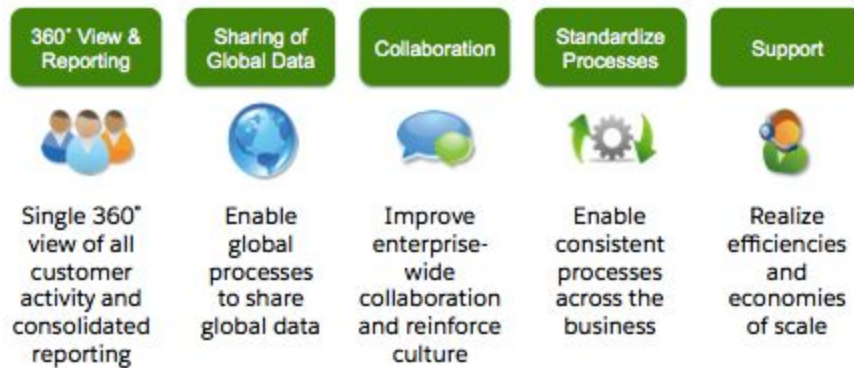 360° View &
Reporting
Sharing of
Global Data
Collaboration
Standardize
Processes
Support
Single 360°
view of all
customer
activity and
consolidated
reporting
Enable
global
processes
to share
global data
Improve
enterprise-
wide
collaboration
and reinforce
culture
Enable
consistent
processes
across the
business
Realize
efficiencies
and
economies
of scale